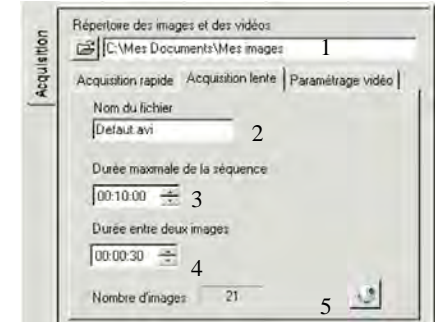 Acquisition
Répertoire des images et des vidéos
C:\Mes Documents\Mes images 1
Acquisition rapide Acquisition lente Paramétrage vidéo
Nom du fichier
Defaut.avi 2
Durée maximale de la séquence
00:10:00 3
Durée entre deux images
00:00:30 4
Nombre d'images 21 5